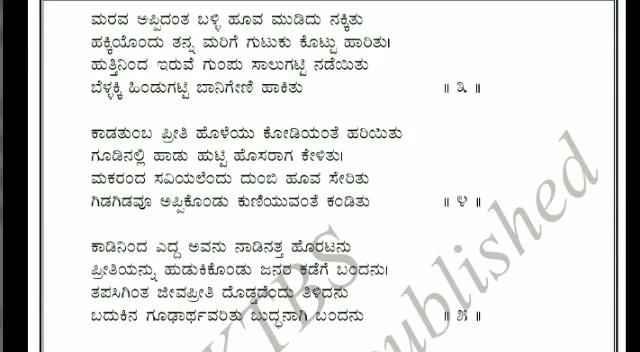 ಮರವ ಅಪ್ಪಿದಂತ ಬಳ್ಳಿ ಹೂವ ಮುಡಿದು ನಕ್ಕಿತು
ಹಕ್ಕಿಯೊಂದು ತನ್ನ ಮರಿಗೆ ಗುಟುಕು ಕೊಟ್ಟು ಹಾರಿತು।
ಹುತ್ತಿನಿಂದ ಇರುವೆ ಗುಂಪು ಸಾಲುಗಟ್ಟಿ ನಡೆಯಿತು
ಬೆಳ್ಳಕ್ಕಿ ಹಿಂಡುಗಟ್ಟಿ ಬಾನಿಗೇಣಿ ಹಾಕಿತು ॥ ೩ ॥
ಕಾಡತುಂಬ ಪ್ರೀತಿ ಹೊಳೆಯು ಕೋಡಿಯಂತೆ ಹರಿಯಿತು
ಗೂಡಿನಲ್ಲಿ ಹಾಡು ಹುಟ್ಟಿ ಹೊಸರಾಗ ಕೇಳಿತು।
ಮಕರಂದ ಸವಿಯಲೆಂದು ದುಂಬಿ ಹೂವ ಸೇರಿತು
ಗಿಡಗಿಡವೂ ಅಪ್ಪಿಕೊಂಡು ಕುಣಿಯುವಂತೆ ಕಂಡಿತು ॥ ೪ ॥
ಕಾಡಿನಿಂದ ಎದ್ದ ಅವನು ನಾಡಿನತ್ತ ಹೊರಟನು
ಪ್ರೀತಿಯನ್ನು ಹುಡುಕಿಕೊಂಡು ಜನರ ಕಡೆಗೆ ಬಂದನು।
ತಪಸಿಗಿಂತ ಜೀವಪ್ರೀತಿ ದೊಡ್ಡದೆಂದು ತಿಳಿದನು
ಬದುಕಿನ ಗೂಢಾರ್ಥವರಿತು ಬುದ್ಧನಾಗಿ ಬಂದನು ॥ ೫ ॥
KTBS
published